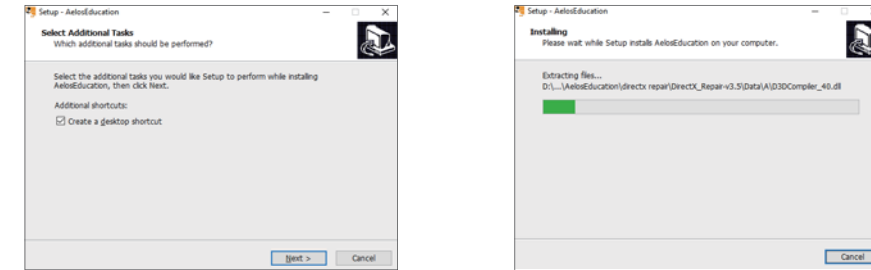 Setup - AelosEducation
Select Additional Tasks
Which additional tasks should be performed?
Select the additional tasks you would like Setup to perform while installing
AelosEducation, then click Next.
Additional shortcuts:
Create a desktop shortcut
Next >
Cancel
Setup - AelosEducation
Installing
Please wait while Setup installs AelosEducation on your computer.
Extracting files...
D:\...\AelosEducation\directx repair\DirectX_Repair-v3.5\Data\A\D3DCompiler_40.dll
Cancel